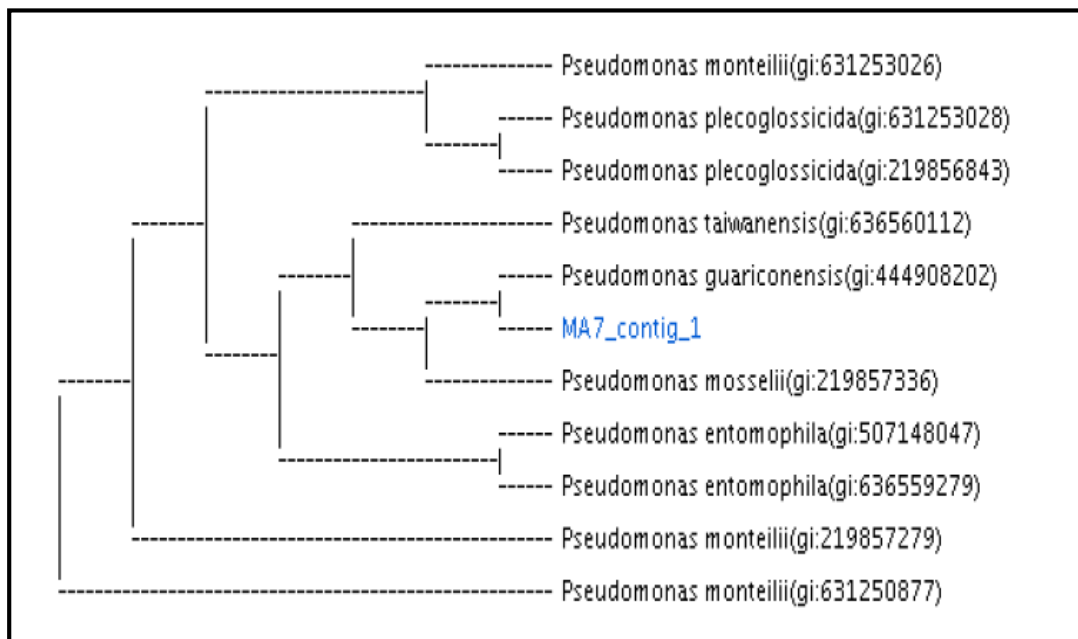 Pseudomonas monteilii(gi:631253026)
Pseudomonas plecoglossicida(gi:631253028)
Pseudomonas plecoglossicida(gi:219856843)
Pseudomonas taiwanensis(gi:636560112)
Pseudomonas guariconensis(gi:444908202)
MA7_contig_1
Pseudomonas mosselii(gi:219857336)
Pseudomonas entomophila(gi:507148047)
Pseudomonas entomophila(gi:636559279)
Pseudomonas monteilii(gi:219857279)
Pseudomonas monteilii(gi:631250877)